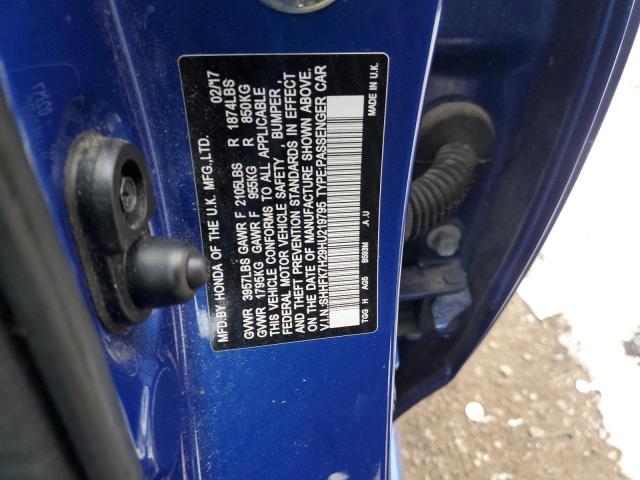 MFD.BY HONDA OF THE U.K. MFG.,LTD. 02/17
GVWR 3957LBS GAWR F 2105LBS R 1874LBS
GVWR 1795KG GAWR F 955KG R 850KG
THIS VEHICLE CONFORMS TO ALL APPLICABLE
FEDERAL MOTOR VEHICLE SAFETY , BUMPER ,
AND THEFT PREVENTION STANDARDS IN EFFECT
ON THE DATE OF MANUFACTURE SHOWN ABOVE.
V.I.N.:SHHFK7H28HU219795 TYPE:PASSENGER CAR
TGG H A05 B593M .A .U MADE IN U.K.